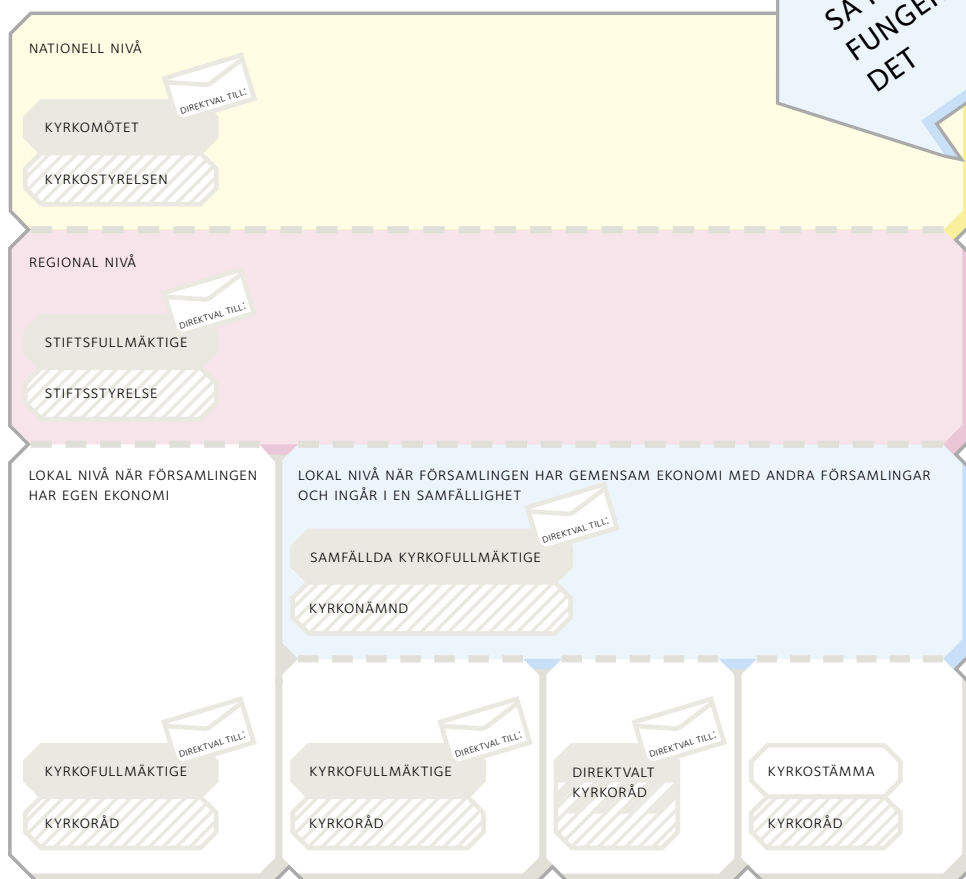 SÅ
FUNGE
DET
NATIONELL NIVÅ
DIREKTVAL TILL:
KYRKOMÖTET
KYRKOSTYRELSEN
REGIONAL NIVÅ
DIREKTVAL TILL:
STIFTSFULLMÄKTIGE
STIFTSSTYRELSE
LOKAL NIVÅ NÄR FÖRSAMLINGEN
HAR EGEN EKONOMI
LOKAL NIVÅ NÄR FÖRSAMLINGEN HAR GEMENSAM EKONOMI MED ANDRA FÖRSAMLINGAR
OCH INGÅR I EN SAMFÄLLIGHET
DIREKTVAL TILL:
SAMFÄLLDA KYRKOFULLMÄKTIGE
KYRKONÄMND
DIREKTVAL TILL:
KYRKOFULLMÄKTIGE
KYRKORÅD
DIREKTVAL TILL:
KYRKOFULLMÄKTIGE
KYRKORÅD
DIREKTVAL TILL:
DIREKTVALT
KYRKORÅD
KYRKOSTÄMMA
KYRKORÅD